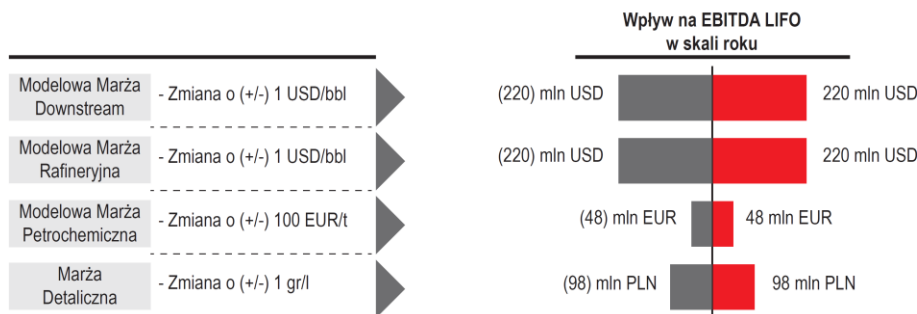 Wpływ na EBITDA LIFO
w skali roku
Modelowa Marża
Downstream
- Zmiana o (+/-) 1 USD/bbl
(220) mln USD
220 mln USD
Modelowa Marża
Rafineryjna
- Zmiana o (+/-) 1 USD/bbl
(220) mln USD
220 mln USD
Modelowa Marża
Petrochemiczna
- Zmiana o (+/-) 100 EUR/t
(48) mln EUR
48 mln EUR
Marża
Detaliczna
- Zmiana o (+/-) 1 gr/l
(98) mln PLN
98 mln PLN